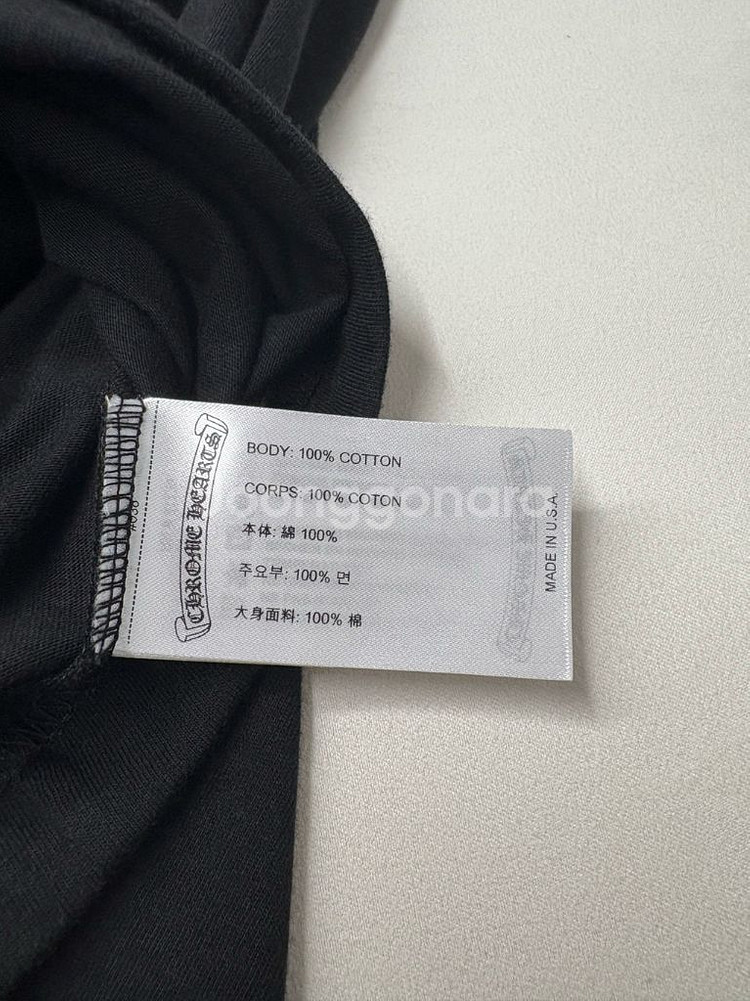 CHROME HEARTS
BODY: 100% COTTON
CORPS: 100% COTON
本体: 綿 100%
주요부: 100% 면
大身面料: 100% 棉
MADE IN U.S.A.
joonggonara